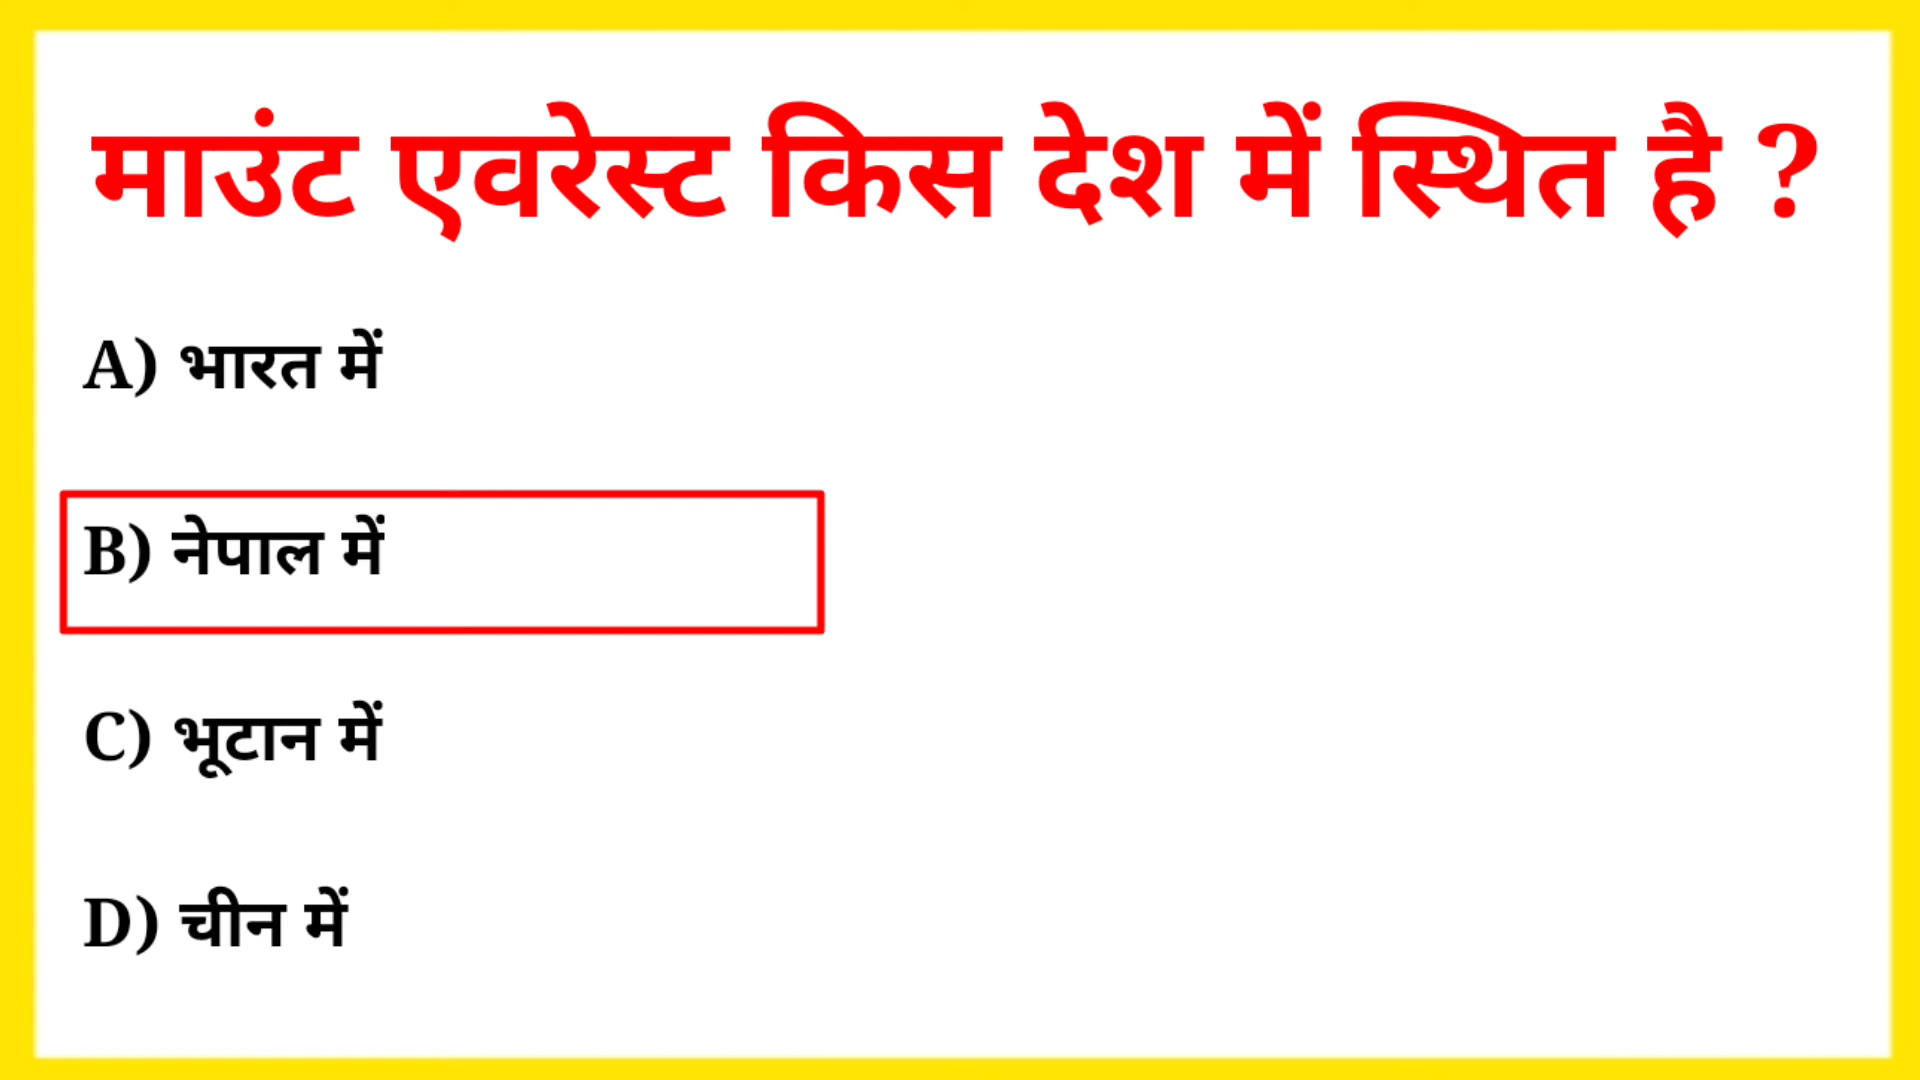 माउंट एवरेस्ट किस देश में स्थित है ?
A) भारत में
B) नेपाल में
C) भूटान में
D) चीन में